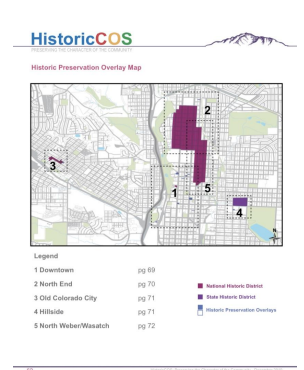 HistoricCOS
PRESERVING THE CHARACTER OF THE COMMUNITY
Historic Preservation Overlay Map
2
3
1
5
4
N
Legend
1 Downtown pg 69
2 North End pg 70
3 Old Colorado City pg 71
4 Hillside pg 71
5 North Weber/Wasatch pg 72
National Historic District
State Historic District
Historic Preservation Overlays